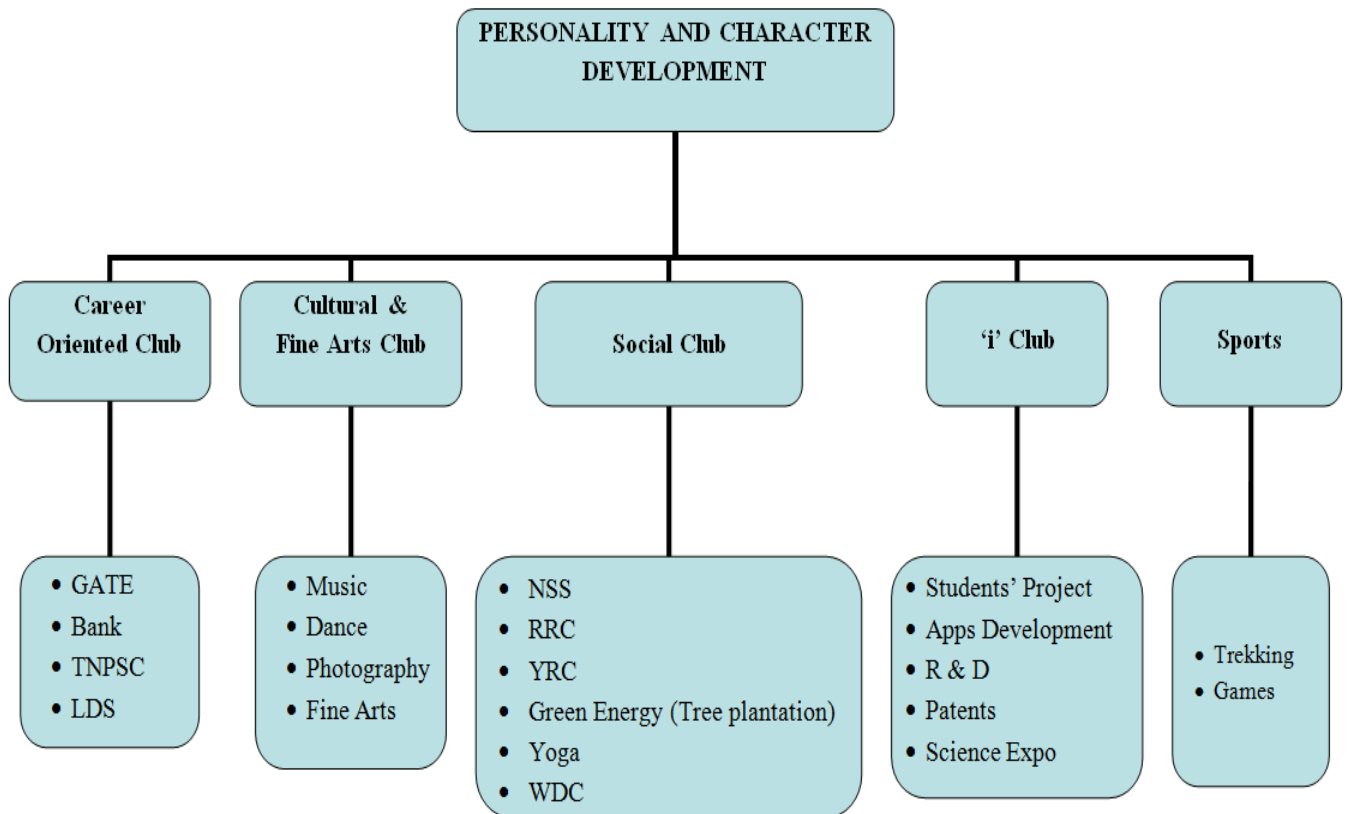 PERSONALITY AND CHARACTER
DEVELOPMENT
Career
Oriented Club
Cultural &
Fine Arts Club
Social Club
‘i’ Club
Sports
• GATE
• Bank
• TNPSC
• LDS
• Music
• Dance
• Photography
• Fine Arts
• NSS
• RRC
• YRC
• Green Energy (Tree plantation)
• Yoga
• WDC
• Students’ Project
• Apps Development
• R & D
• Patents
• Science Expo
• Trekking
• Games